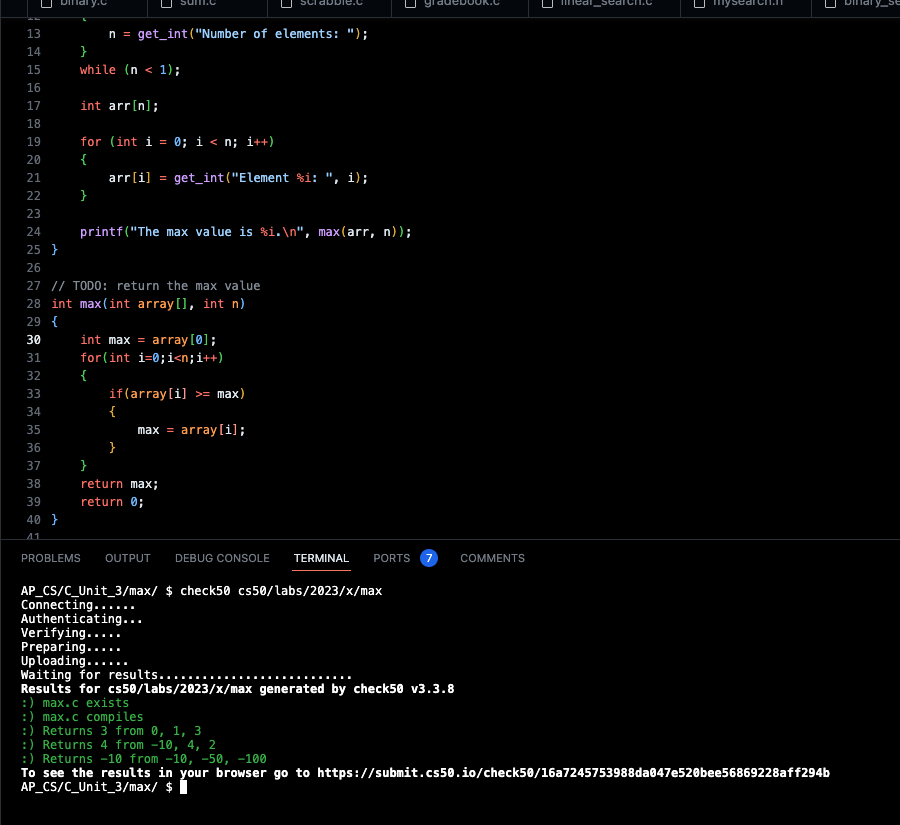 binary.c sum.c scrabble.c gradebook.c linear_search.c mysearch.h binary_se
12 {
13 n = get_int("Number of elements: ");
14 }
15 while (n < 1);
16
17 int arr[n];
18
19 for (int i = 0; i < n; i++)
20 {
21 arr[i] = get_int("Element %i: ", i);
22 }
23
24 printf("The max value is %i.\n", max(arr, n));
25 }
26
27 // TODO: return the max value
28 int max(int array[], int n)
29 {
30 int max = array[0];
31 for(int i=0;i<n;i++)
32 {
33 if(array[i] >= max)
34 {
35 max = array[i];
36 }
37 }
38 return max;
39 return 0;
40 }
41
PROBLEMS OUTPUT DEBUG CONSOLE TERMINAL PORTS 7 COMMENTS
AP_CS/C_Unit_3/max/ $ check50 cs50/labs/2023/x/max
Connecting......
Authenticating...
Verifying.....
Preparing.....
Uploading......
Waiting for results...........................
Results for cs50/labs/2023/x/max generated by check50 v3.3.8
:) max.c exists
:) max.c compiles
:) Returns 3 from 0, 1, 3
:) Returns 4 from -10, 4, 2
:) Returns -10 from -10, -50, -100
To see the results in your browser go to https://submit.cs50.io/check50/16a7245753988da047e520bee56869228aff294b
AP_CS/C_Unit_3/max/ $